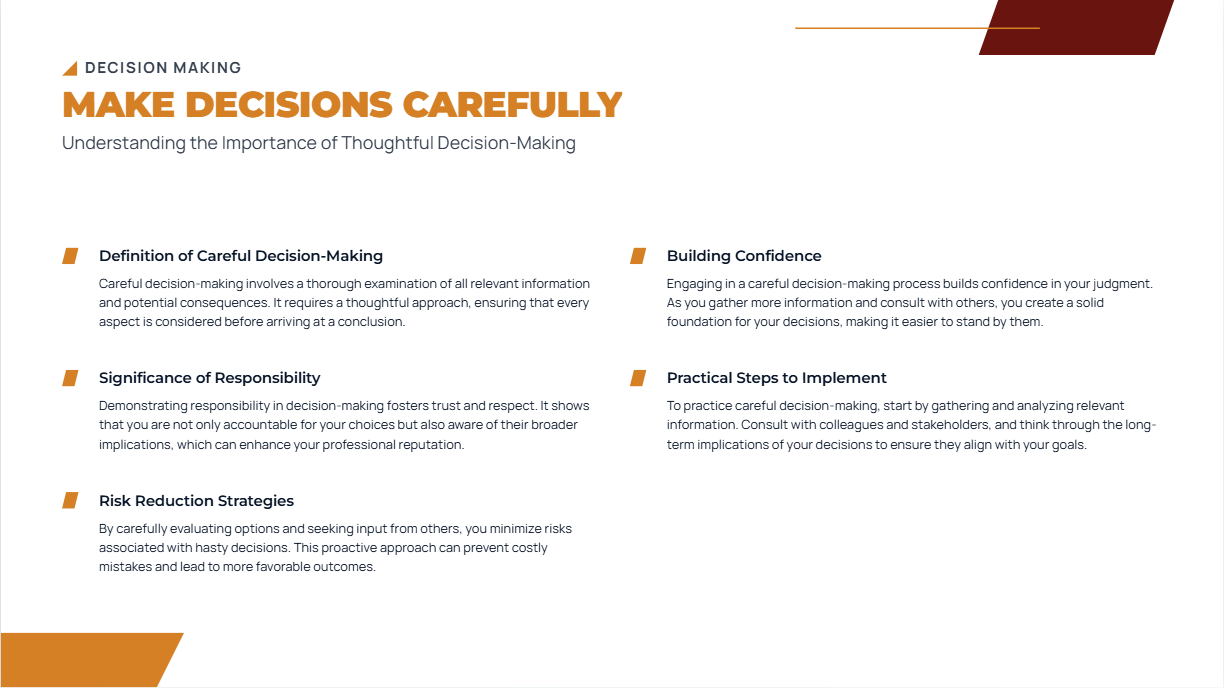 DECISION MAKING
MAKE DECISIONS CAREFULLY
Understanding the Importance of Thoughtful Decision-Making
Definition of Careful Decision-Making
Careful decision-making involves a thorough examination of all relevant information
and potential consequences. It requires a thoughtful approach, ensuring that every
aspect is considered before arriving at a conclusion.
Significance of Responsibility
Demonstrating responsibility in decision-making fosters trust and respect. It shows
that you are not only accountable for your choices but also aware of their broader
implications, which can enhance your professional reputation.
Risk Reduction Strategies
By carefully evaluating options and seeking input from others, you minimize risks
associated with hasty decisions. This proactive approach can prevent costly
mistakes and lead to more favorable outcomes.
Building Confidence
Engaging in a careful decision-making process builds confidence in your judgment.
As you gather more information and consult with others, you create a solid
foundation for your decisions, making it easier to stand by them.
Practical Steps to Implement
To practice careful decision-making, start by gathering and analyzing relevant
information. Consult with colleagues and stakeholders, and think through the long-
term implications of your decisions to ensure they align with your goals.